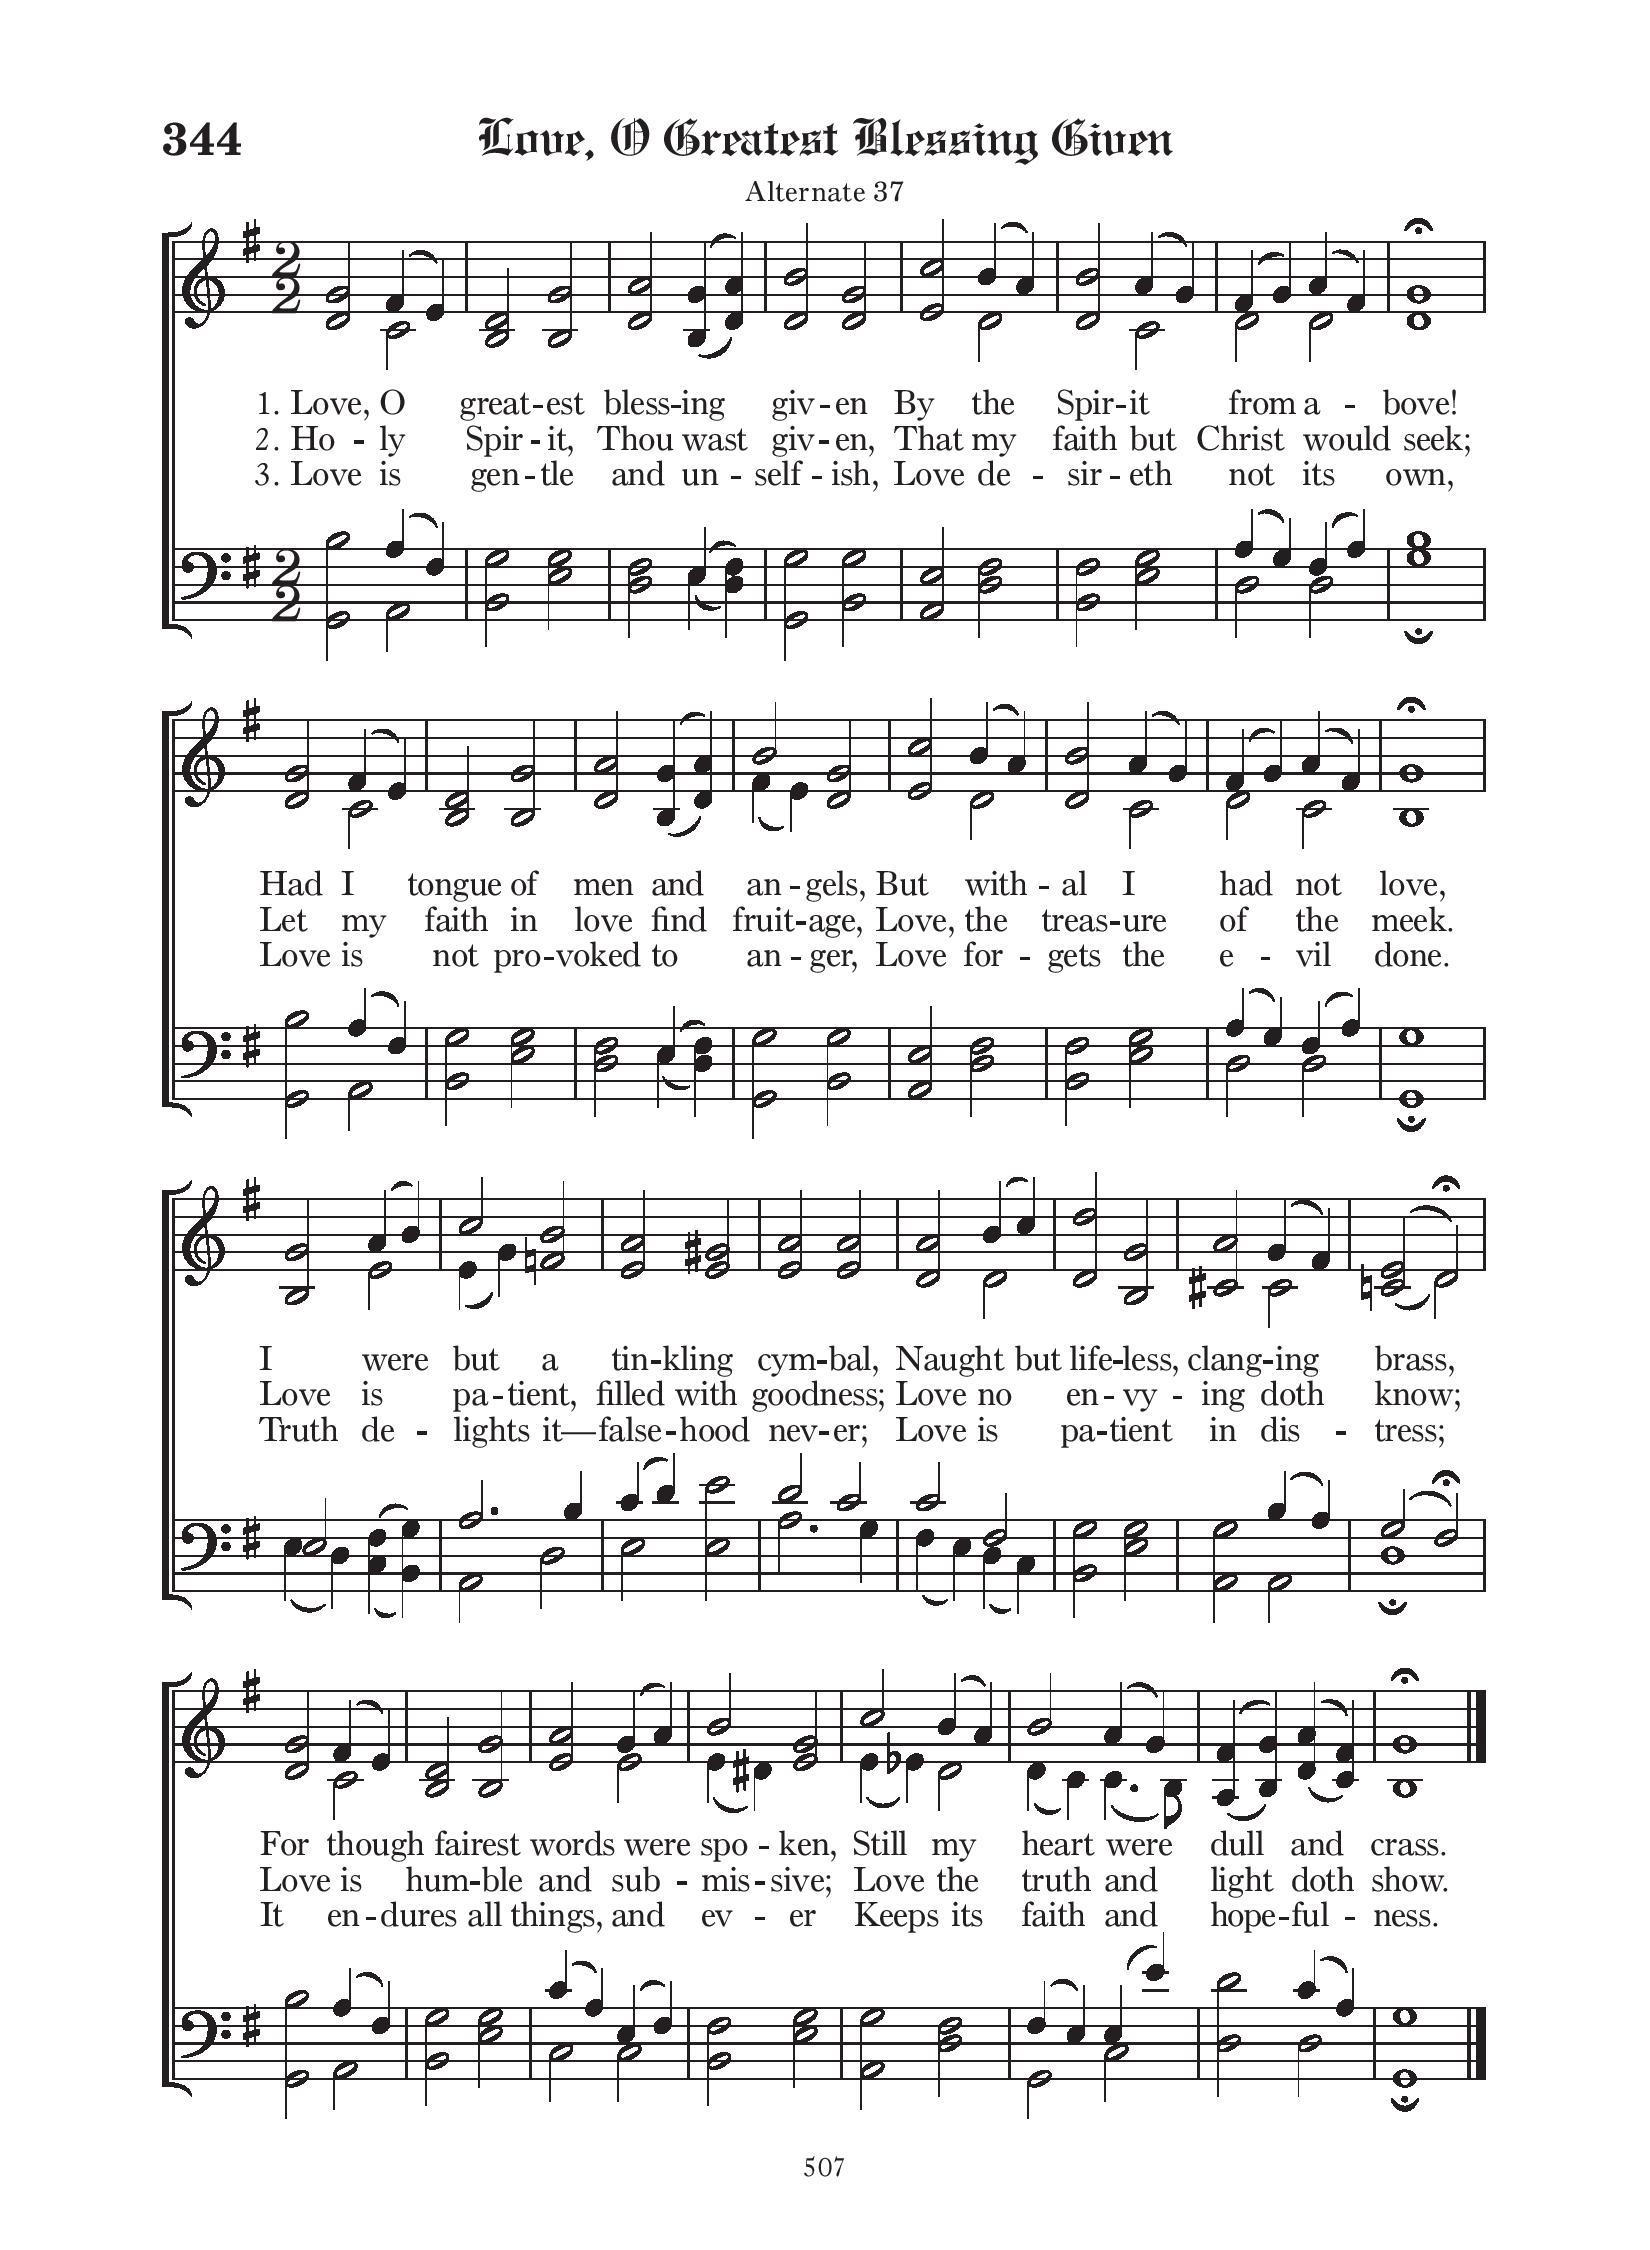 344 Love, O Greatest Blessing Given
Alternate 37
2
2
1. Love, O great-est bless-ing giv-en By the Spir-it from a - bove!
2. Ho - ly Spir - it, Thou wast giv-en, That my faith but Christ would seek;
3. Love is gen-tle and un - self - ish, Love de - sir-eth not its own,
2
2
Had I tongue of men and an-gels, But with-al I had not love,
Let my faith in love find fruit-age, Love, the treas-ure of the meek.
Love is not pro-voked to an-ger, Love for - gets the e - vil done.
I were but a tin-kling cym-bal, Naught but life-less, clang-ing brass,
Love is pa-tient, filled with goodness; Love no en-vy - ing doth know;
Truth de - lights it—false-hood nev-er; Love is pa-tient in dis - tress;
For though fairest words were spo-ken, Still my heart were dull and crass.
Love is hum-ble and sub - mis-sive; Love the truth and light doth show.
It en-dures all things, and ev - er Keeps its faith and hope-ful - ness.
507